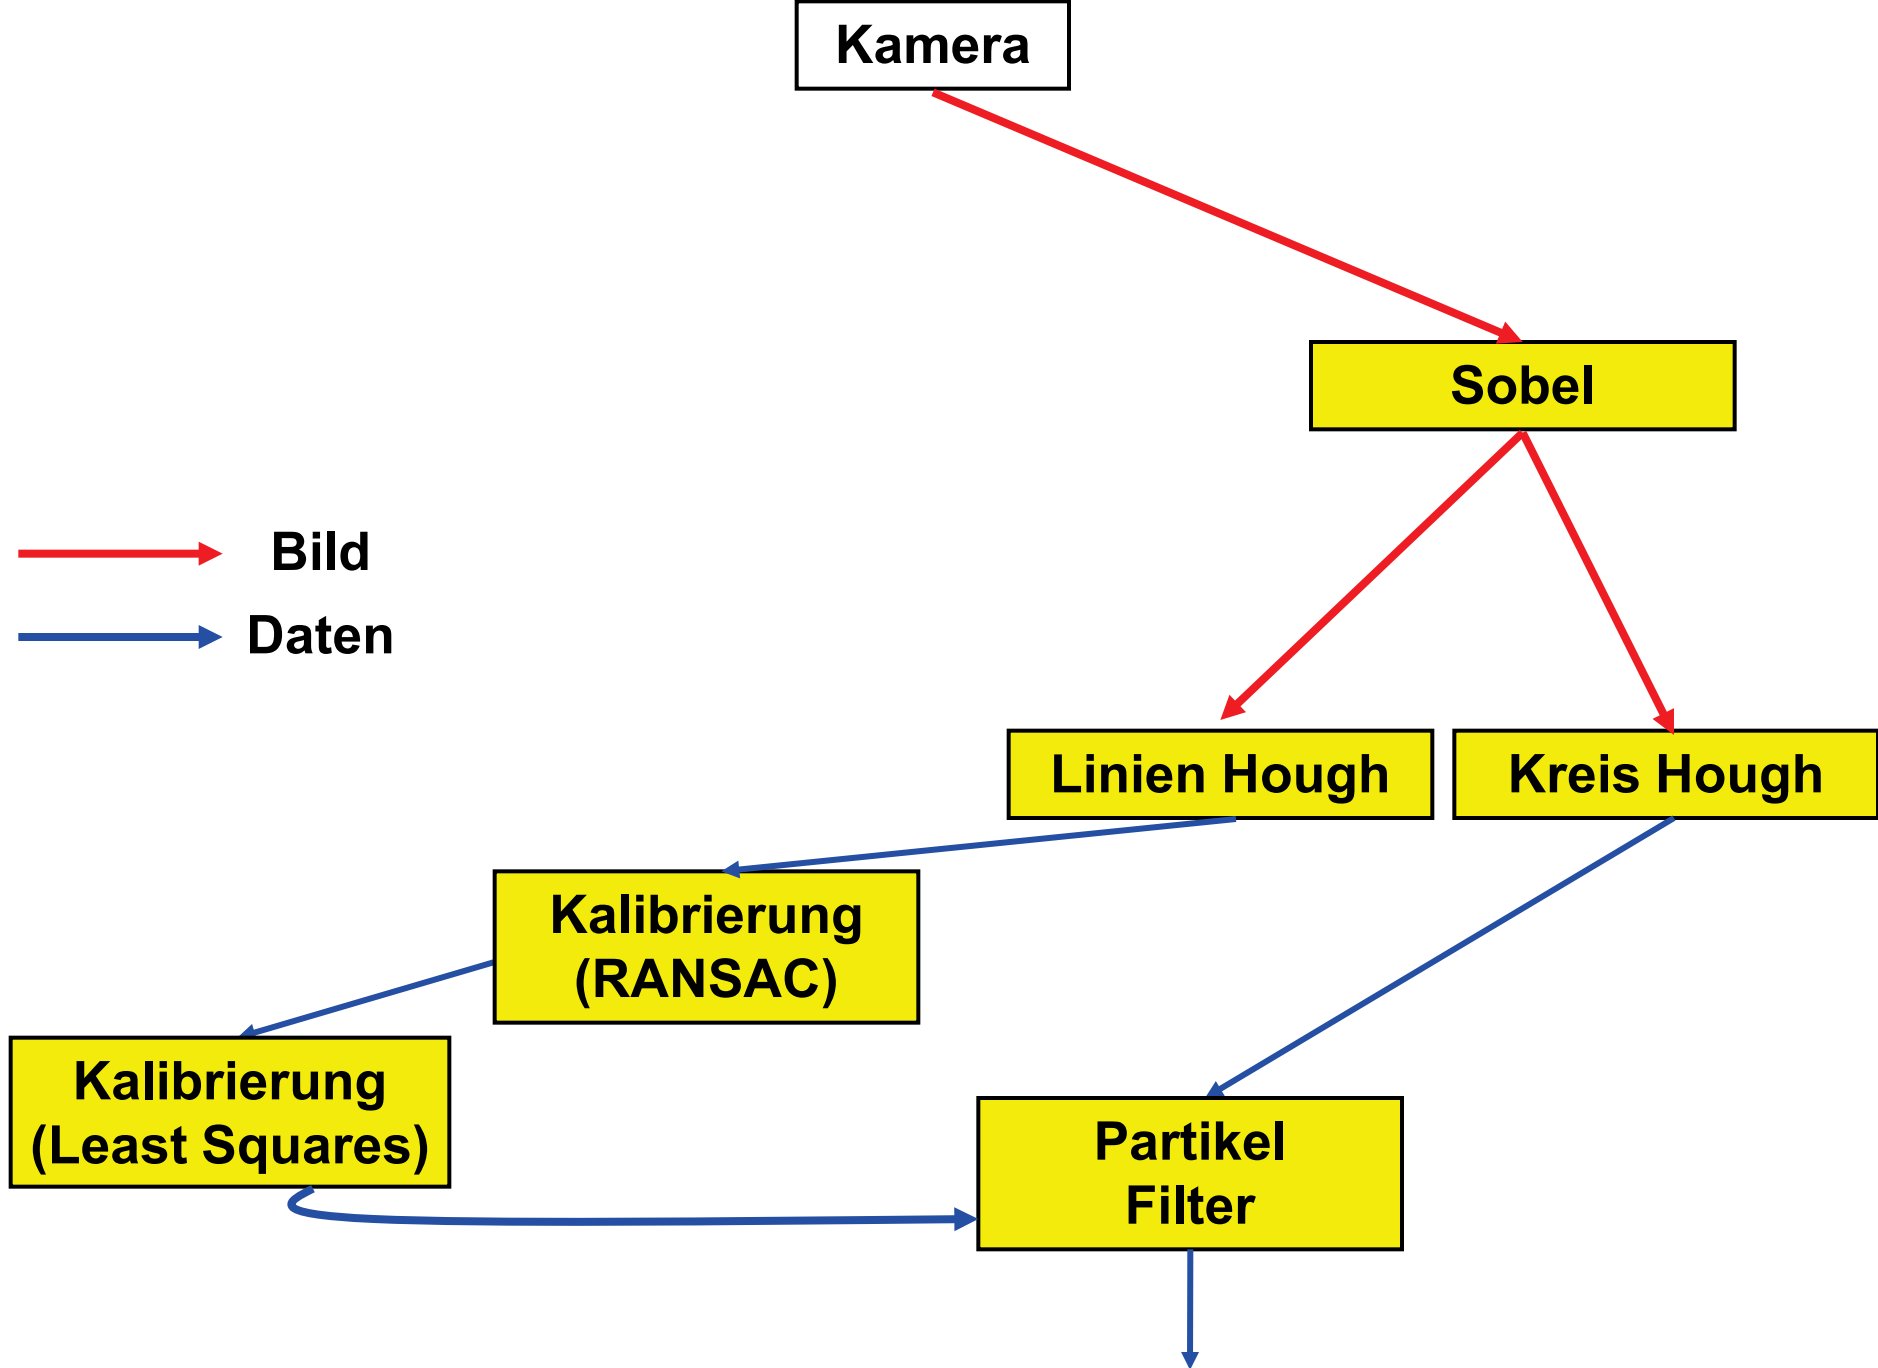 Kamera
Sobel
Bild
Daten
Linien Hough
Kreis Hough
Kalibrierung
(RANSAC)
Kalibrierung
(Least Squares)
Partikel
Filter